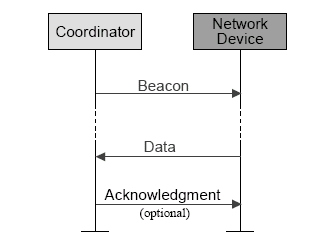 Coordinator
Network
Device
Beacon
Data
Acknowledgment
(optional)